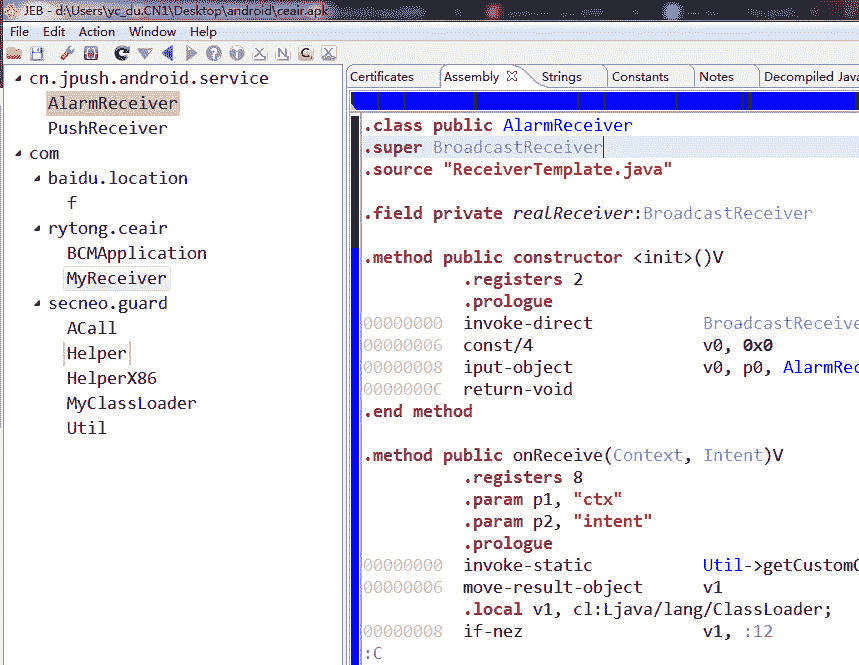 JEB - d:\Users\yc_du.CN1\Desktop\android\ceair.apk
File Edit Action Window Help
cn.jpush.android.service
AlarmReceiver
PushReceiver
com
baidu.location
f
rytong.ceair
BCMApplication
MyReceiver
secneo.guard
ACall
Helper
HelperX86
MyClassLoader
Util
Certificates Assembly Strings Constants Notes Decompiled Java
.class public AlarmReceiver
.super BroadcastReceiver
.source "ReceiverTemplate.java"
.field private realReceiver:BroadcastReceiver
.method public constructor <init>()V
.registers 2
.prologue
00000000 invoke-direct BroadcastReceive
00000006 const/4 v0, 0x0
00000008 iput-object v0, p0, AlarmRec
0000000C return-void
.end method
.method public onReceive(Context, Intent)V
.registers 8
.param p1, "ctx"
.param p2, "intent"
.prologue
00000000 invoke-static Util->getCustomC
00000006 move-result-object v1
.local v1, cl:Ljava/lang/ClassLoader;
00000008 if-nez v1, :12
:C